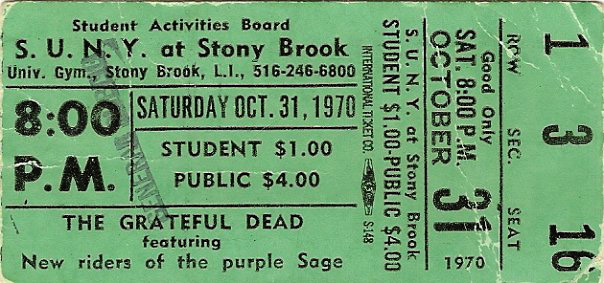 Student Activities Board
S. U. N. Y. at Stony Brook
Univ. Gym., Stony Brook, L.I., 516-246-6800
8:00
P.M.
SATURDAY OCT. 31, 1970
STUDENT $1.00
PUBLIC $4.00
THE GRATEFUL DEAD
featuring
New riders of the purple Sage
GENERAL
INTERNATIONAL TICKET CO.
S148
STUDENT $1.00-PUBLIC $4.00
S. U. N. Y. at Stony Brook
OCTOBER 31
SAT 8:00 P.M.
Good Only
1970
ROW 1
SEC. 3
SEAT 16